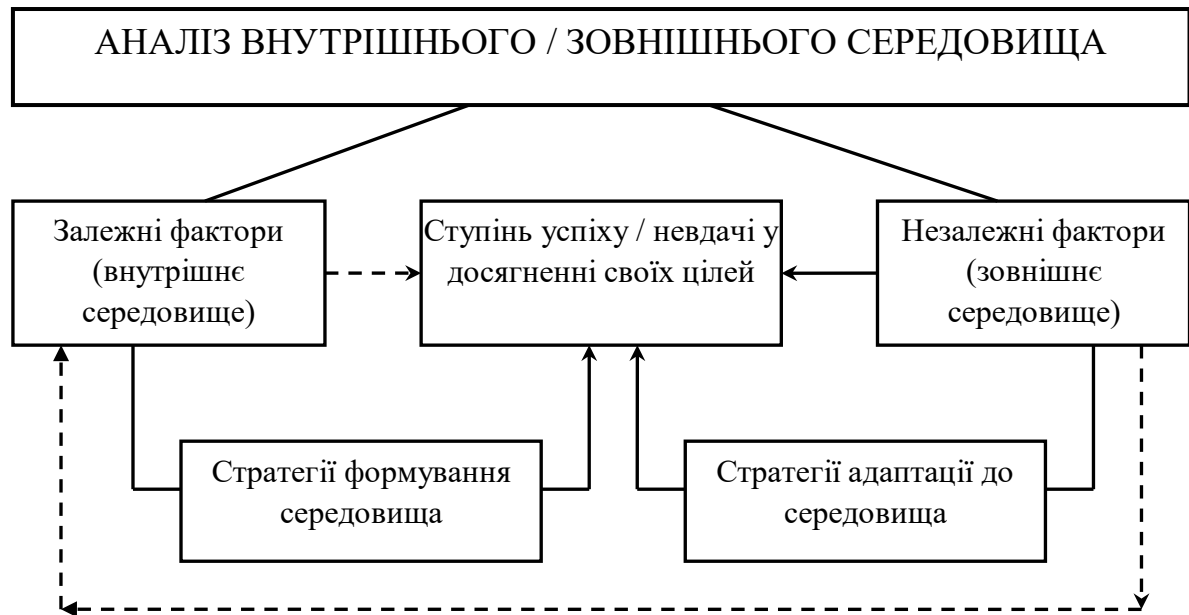 АНАЛІЗ ВНУТРІШНЬОГО / ЗОВНІШНЬОГО СЕРЕДОВИЩА
Залежні фактори
(внутрішнє
середовище)
Ступінь успіху / невдачі у
досягненні своїх цілей
Незалежні фактори
(зовнішнє
середовище)
Стратегії формування
середовища
Стратегії адаптації до
середовища